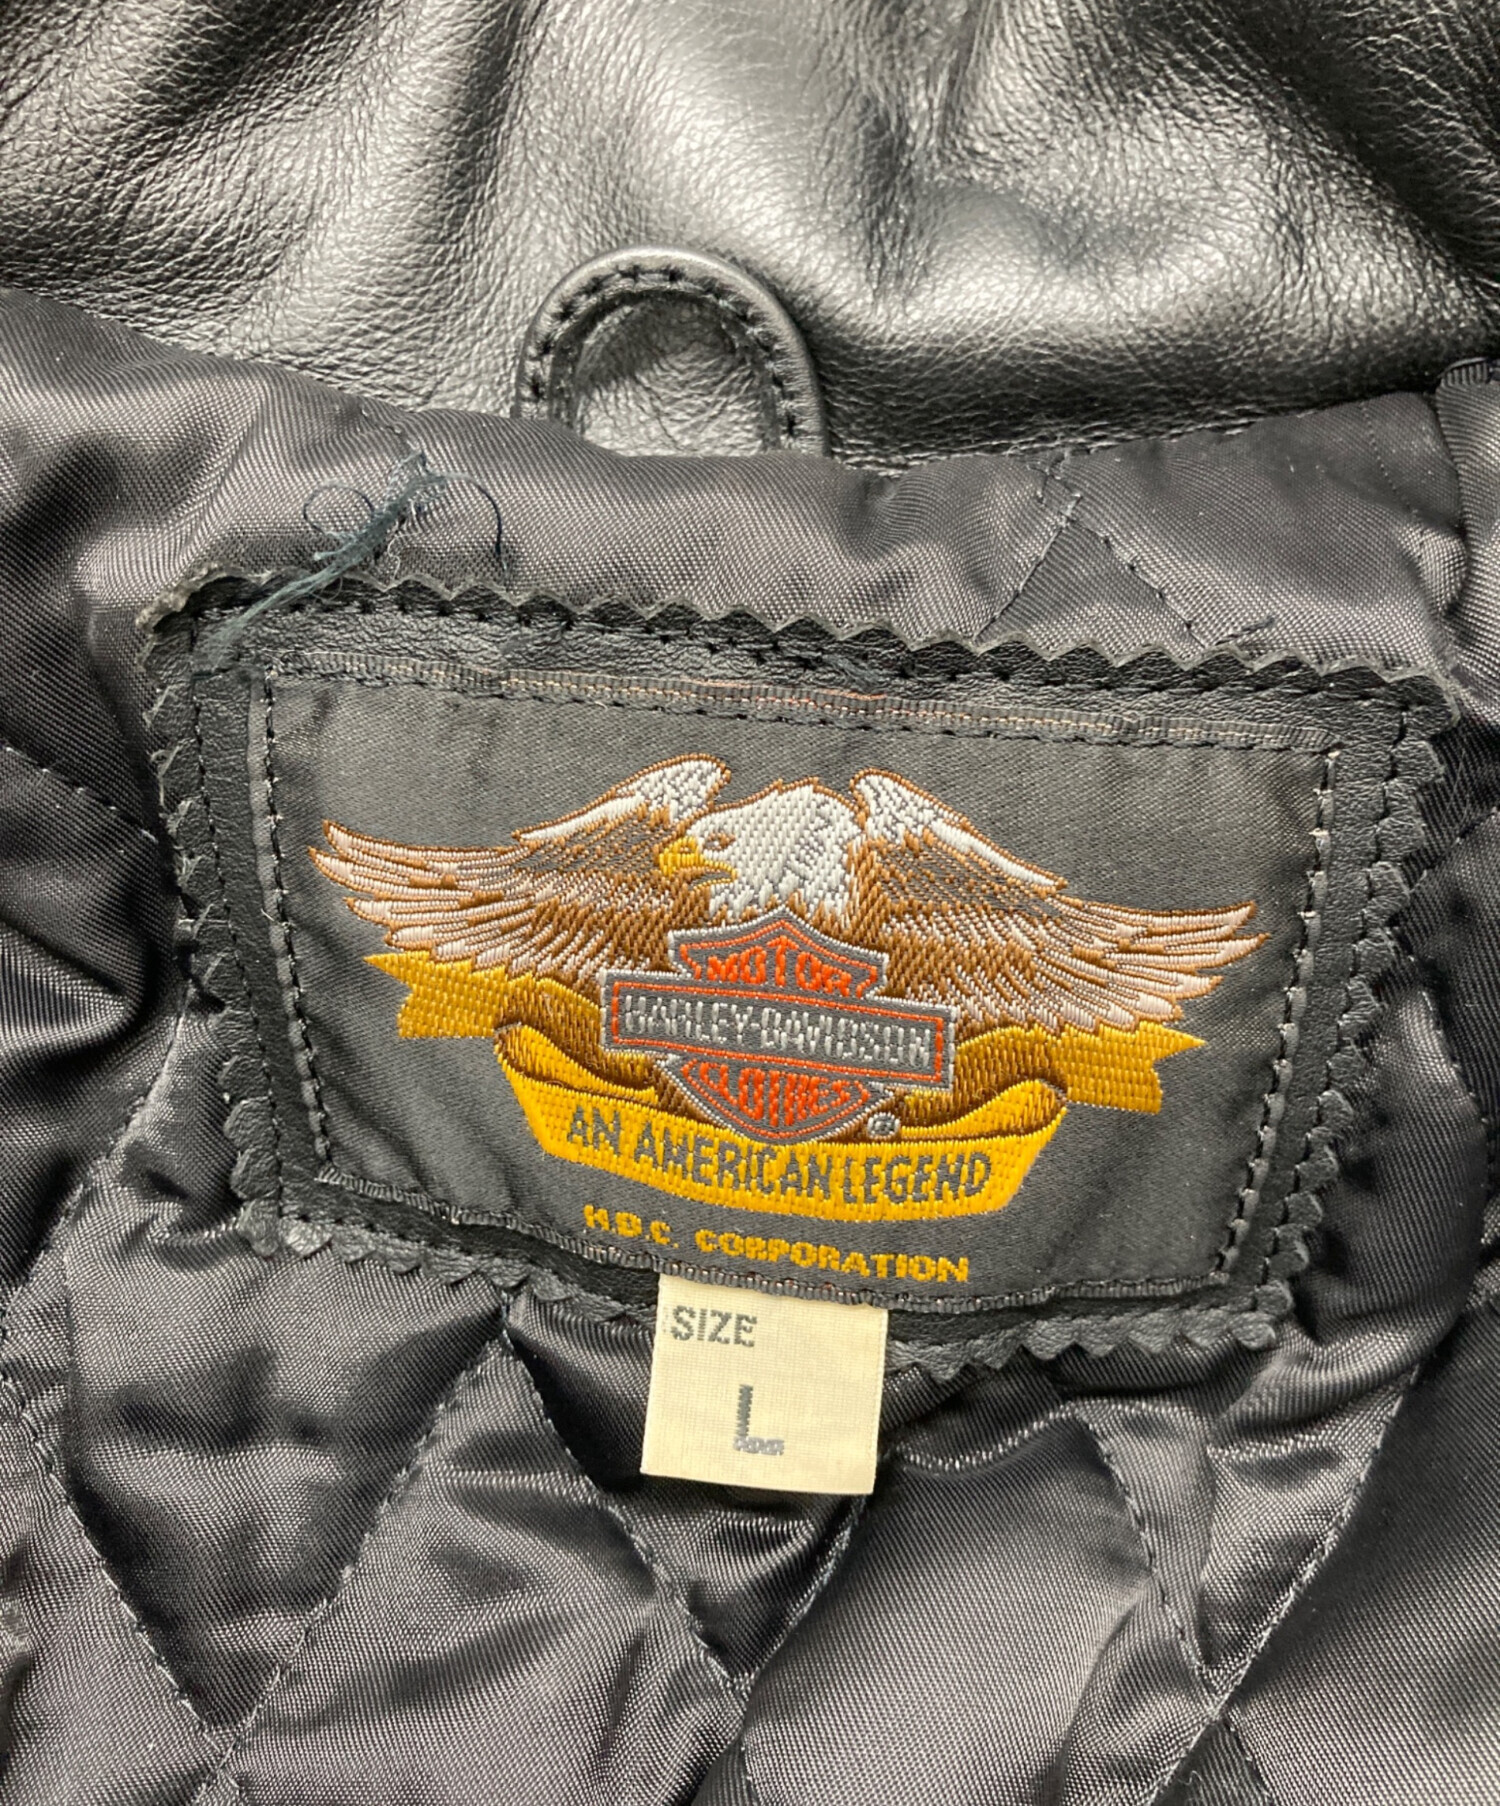 MOTOR
HARLEY-DAVIDSON
CLOTHES
®
AN AMERICAN LEGEND
H.D.C. CORPORATION
SIZE
L